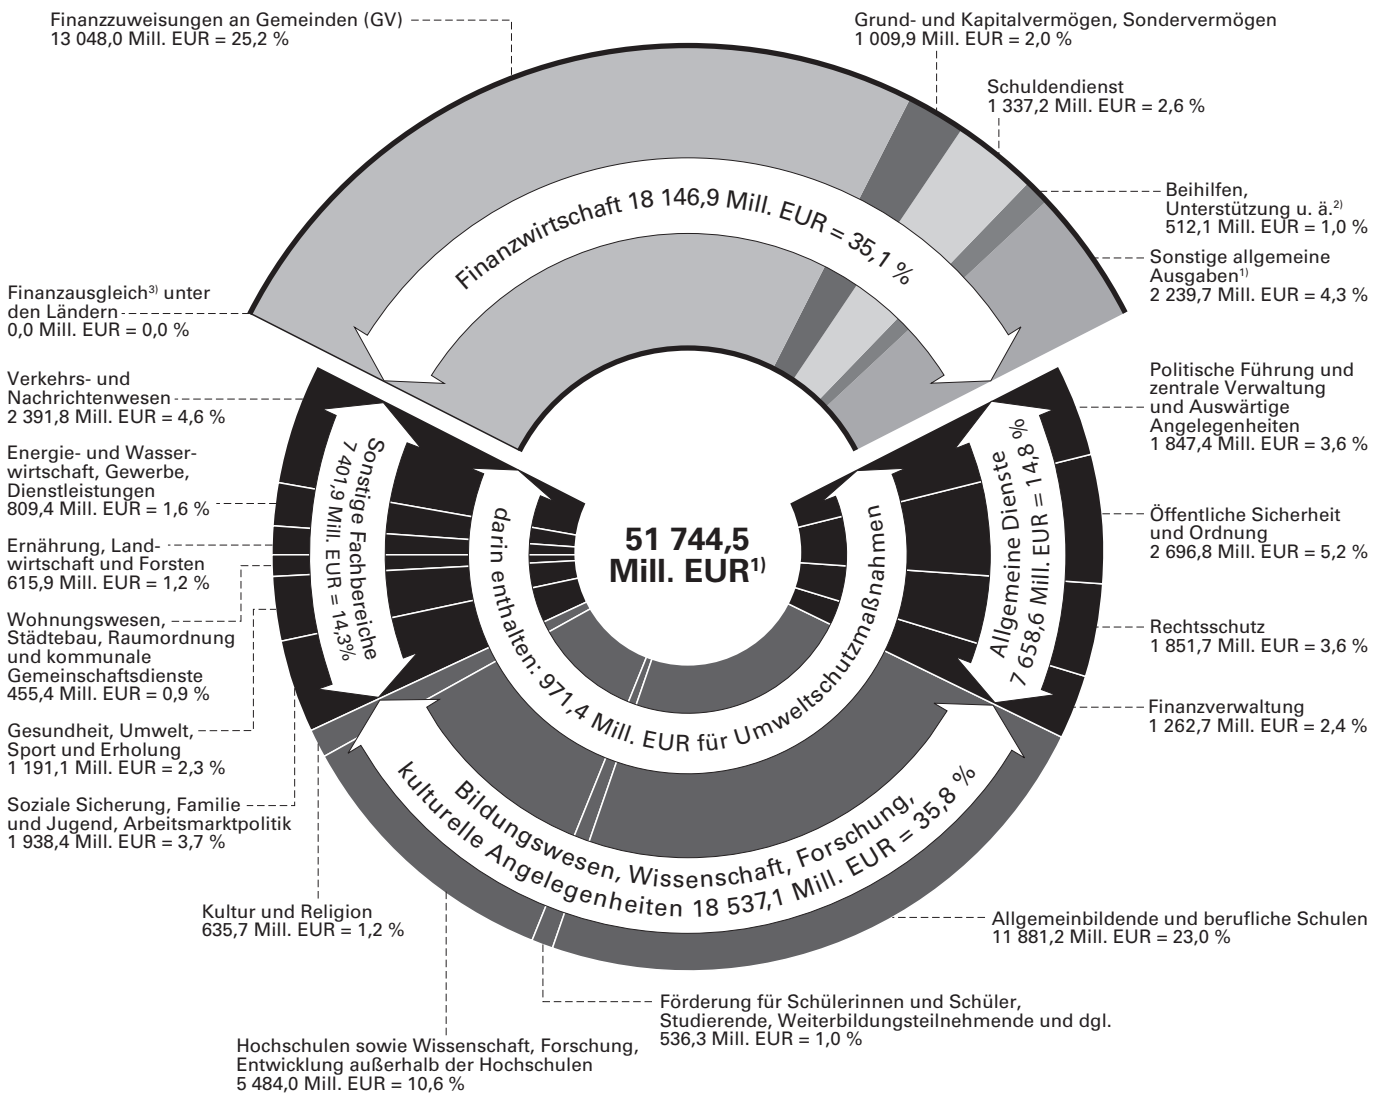 Finanzzuweisungen an Gemeinden (GV)
13 048,0 Mill. EUR = 25,2 %
Grund- und Kapitalvermögen, Sondervermögen
1 009,9 Mill. EUR = 2,0 %
Schuldendienst
1 337,2 Mill. EUR = 2,6 %
Beihilfen,
Unterstützung u. ä.2)
512,1 Mill. EUR = 1,0 %
Sonstige allgemeine
Ausgaben1)
2 239,7 Mill. EUR = 4,3 %
Finanzwirtschaft 18 146,9 Mill. EUR = 35,1 %
Finanzausgleich3) unter
den Ländern
0,0 Mill. EUR = 0,0 %
Verkehrs- und
Nachrichtenwesen
2 391,8 Mill. EUR = 4,6 %
Energie- und Wasser-
wirtschaft, Gewerbe,
Dienstleistungen
809,4 Mill. EUR = 1,6 %
Ernährung, Land-
wirtschaft und Forsten
615,9 Mill. EUR = 1,2 %
Wohnungswesen,
Städtebau, Raumordnung
und kommunale
Gemeinschaftsdienste
455,4 Mill. EUR = 0,9 %
Gesundheit, Umwelt,
Sport und Erholung
1 191,1 Mill. EUR = 2,3 %
Soziale Sicherung, Familie
und Jugend, Arbeitsmarktpolitik
1 938,4 Mill. EUR = 3,7 %
Sonstige Fachbereiche
7 401,9 Mill. EUR = 14,3%
darin enthalten: 971,4 Mill. EUR für Umweltschutzmaßnahmen
51 744,5
Mill. EUR1)
Allgemeine Dienste
7 658,6 Mill. EUR = 14,8 %
Politische Führung und
zentrale Verwaltung
und Auswärtige
Angelegenheiten
1 847,4 Mill. EUR = 3,6 %
Öffentliche Sicherheit
und Ordnung
2 696,8 Mill. EUR = 5,2 %
Rechtsschutz
1 851,7 Mill. EUR = 3,6 %
Finanzverwaltung
1 262,7 Mill. EUR = 2,4 %
Bildungswesen, Wissenschaft, Forschung,
kulturelle Angelegenheiten 18 537,1 Mill. EUR = 35,8 %
Kultur und Religion
635,7 Mill. EUR = 1,2 %
Allgemeinbildende und berufliche Schulen
11 881,2 Mill. EUR = 23,0 %
Förderung für Schülerinnen und Schüler,
Studierende, Weiterbildungsteilnehmende und dgl.
536,3 Mill. EUR = 1,0 %
Hochschulen sowie Wissenschaft, Forschung,
Entwicklung außerhalb der Hochschulen
5 484,0 Mill. EUR = 10,6 %